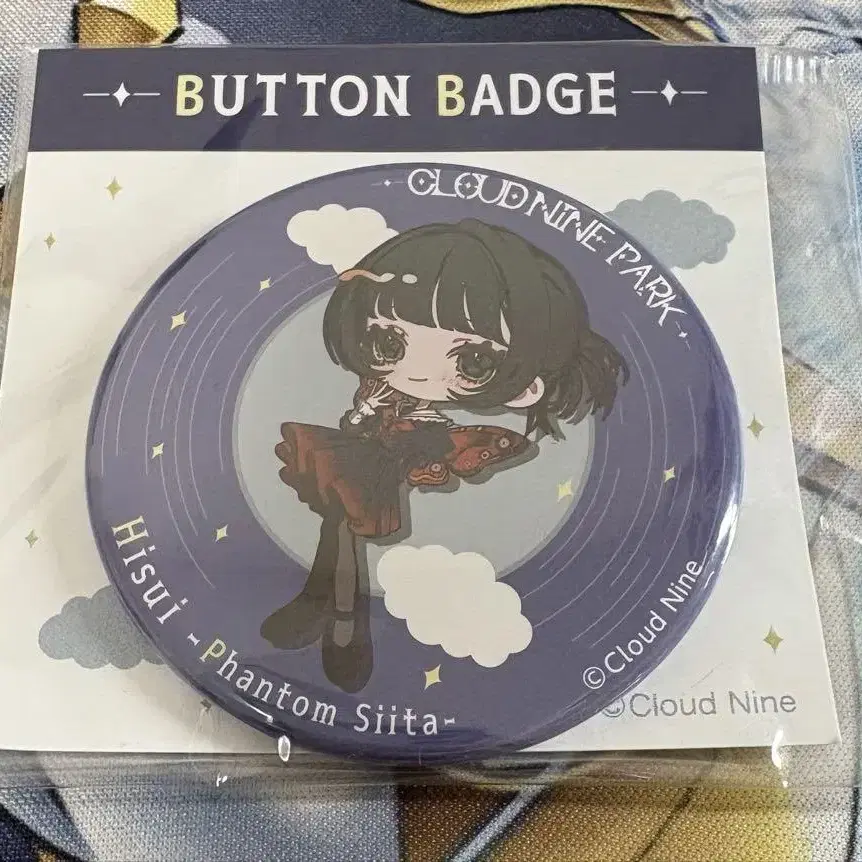 BUTTON BADGE
CLOUD NINE PARK
Hisui -Phantom Siita-
©Cloud Nine
©Cloud Nine